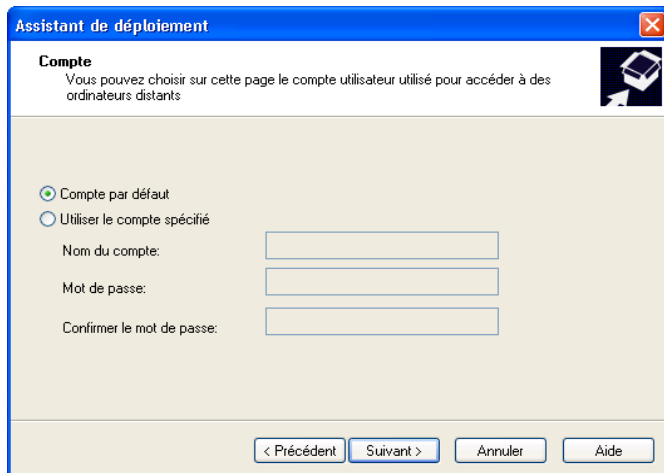 Assistant de déploiement
Compte
Vous pouvez choisir sur cette page le compte utilisateur utilisé pour accéder à des
ordinateurs distants
Compte par défaut
Utiliser le compte spécifié
Nom du compte:
Mot de passe:
Confirmer le mot de passe:
< Précédent Suivant > Annuler Aide